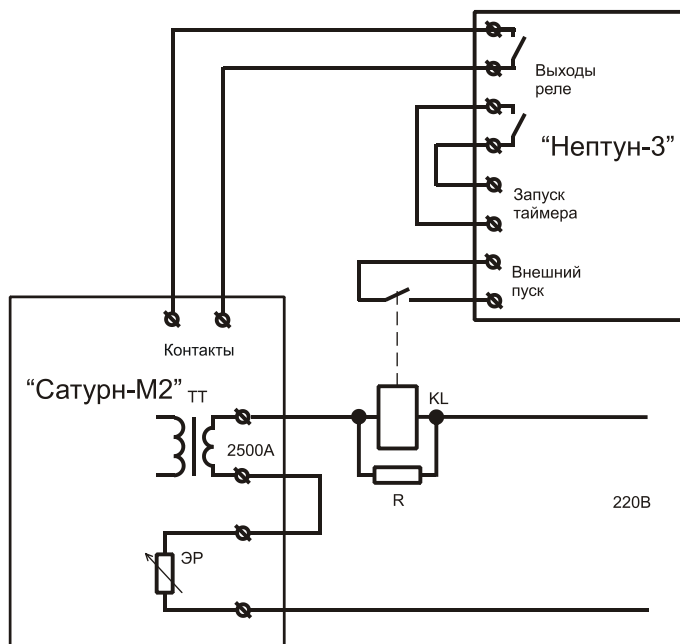 Выходы
реле
“Нептун-3”
Запуск
таймера
Внешний
пуск
Контакты
“Сатурн-М2”
ТТ
KL
2500А
R
220В
ЭР